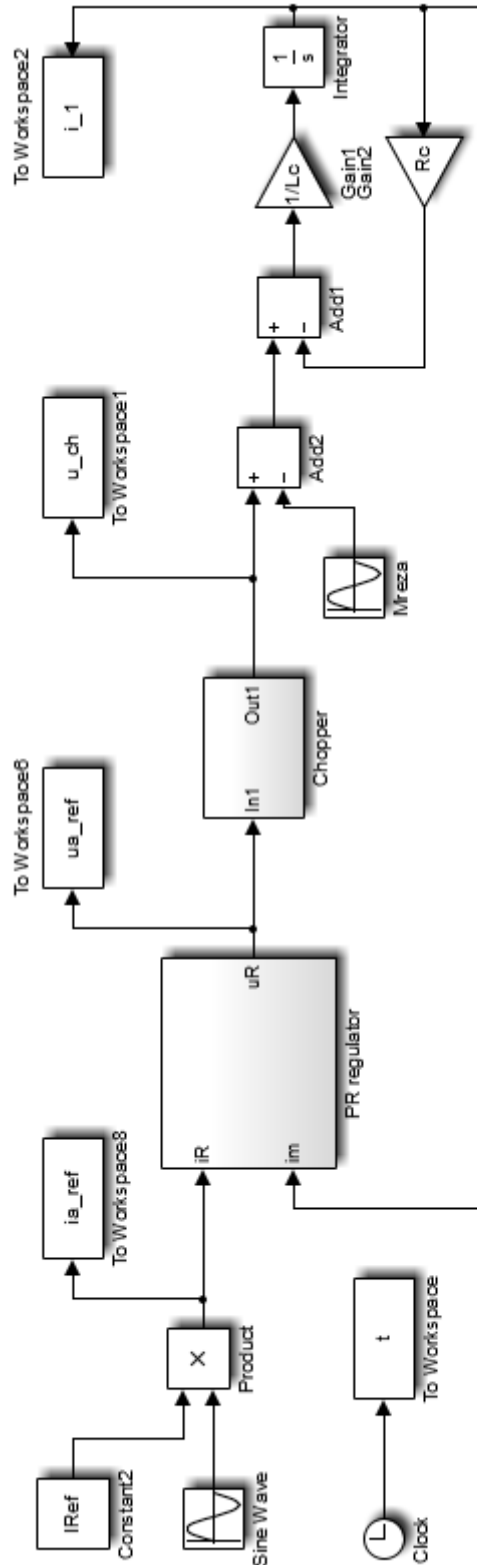 IRef
Constant2
Sine Wave
×
Product
ia_ref
To Workspace8
Clock
t
To Workspace
iR
im
uR
PR regulator
To Workspace6
ua_ref
In1
Out1
Chopper
u_ch
To Workspace1
Mreza
+
−
Add2
+
−
Add1
1/Lc
Gain1
Gain2
1
s
Integrator
To Workspace2
i_1
Rc